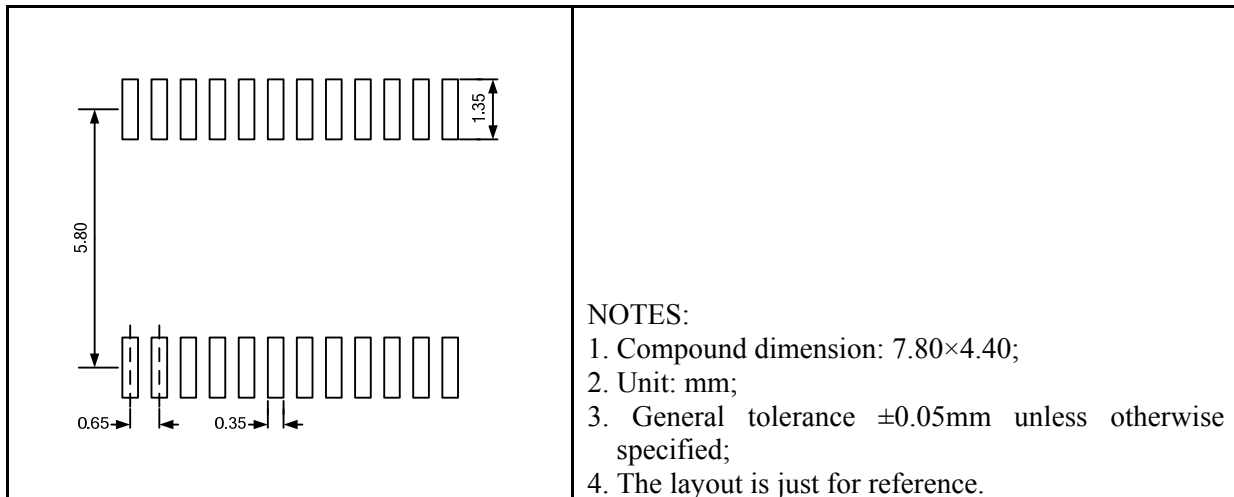 1.35
5.80
0.65
0.35
NOTES:
1. Compound dimension: 7.80×4.40;
2. Unit: mm;
3. General tolerance ±0.05mm unless otherwise
specified;
4. The layout is just for reference.